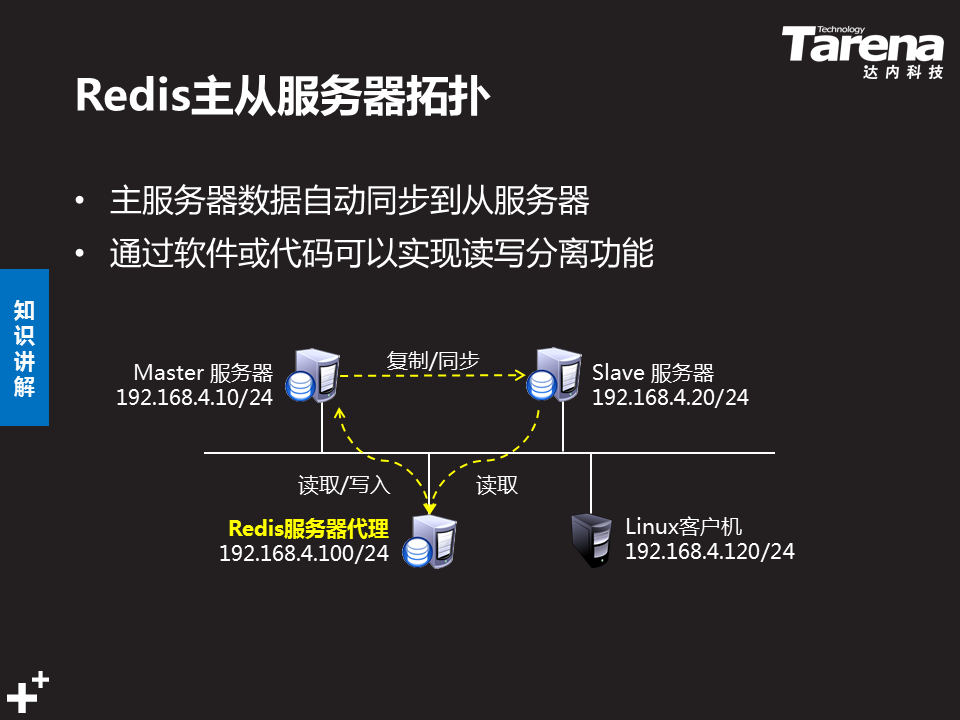 Technology
Tarena
达内科技
Redis主从服务器拓扑
• 主服务器数据自动同步到从服务器
• 通过软件或代码可以实现读写分离功能
知识讲解
复制/同步
Master 服务器
192.168.4.10/24
Slave 服务器
192.168.4.20/24
读取/写入
读取
Redis服务器代理
192.168.4.100/24
Linux客户机
192.168.4.120/24